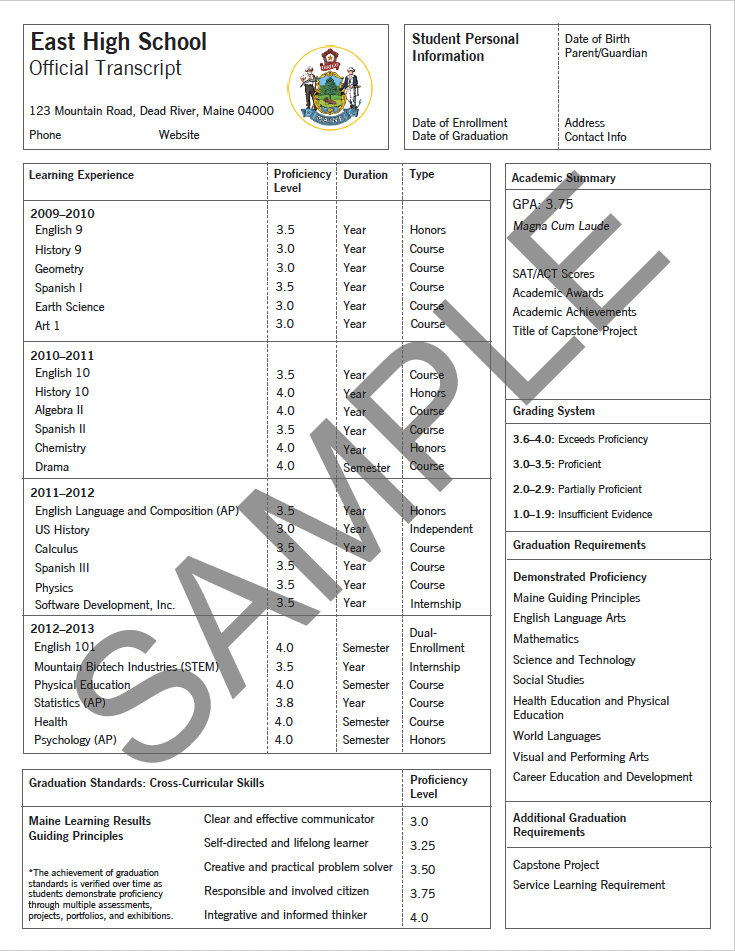 East High School
Official Transcript
123 Mountain Road, Dead River, Maine 04000
Phone Website
Student Personal
Information
Date of Enrollment
Date of Graduation
Date of Birth
Parent/Guardian
Address
Contact Info
Learning Experience Proficiency Level Duration Type
2009–2010
English 9 3.5 Year Honors
History 9 3.0 Year Course
Geometry 3.0 Year Course
Spanish I 3.5 Year Course
Earth Science 3.0 Year Course
Art 1 3.0 Year Course
2010–2011
English 10 3.5 Year Course
History 10 4.0 Year Honors
Algebra II 4.0 Year Course
Spanish II 3.5 Year Course
Chemistry 4.0 Year Honors
Drama 4.0 Semester Course
2011–2012
English Language and Composition (AP) 3.5 Year Honors
US History 3.0 Year Independent
Calculus 3.5 Year Course
Spanish III 3.5 Year Course
Physics 3.5 Year Course
Software Development, Inc. 3.5 Year Internship
2012–2013
English 101 4.0 Semester Dual-Enrollment
Mountain Biotech Industries (STEM) 3.5 Year Internship
Physical Education 4.0 Semester Course
Statistics (AP) 3.8 Year Course
Health 4.0 Semester Course
Psychology (AP) 4.0 Semester Honors
Graduation Standards: Cross-Curricular Skills Proficiency Level
Maine Learning Results
Guiding Principles
*The achievement of graduation
standards is verified over time as
students demonstrate proficiency
through multiple assessments,
projects, portfolios, and exhibitions.
Clear and effective communicator 3.0
Self-directed and lifelong learner 3.25
Creative and practical problem solver 3.50
Responsible and involved citizen 3.75
Integrative and informed thinker 4.0
Academic Summary
GPA: 3.75
Magna Cum Laude
SAT/ACT Scores
Academic Awards
Academic Achievements
Title of Capstone Project
Grading System
3.6–4.0: Exceeds Proficiency
3.0–3.5: Proficient
2.0–2.9: Partially Proficient
1.0–1.9: Insufficient Evidence
Graduation Requirements
Demonstrated Proficiency
Maine Guiding Principles
English Language Arts
Mathematics
Science and Technology
Social Studies
Health Education and Physical
Education
World Languages
Visual and Performing Arts
Career Education and Development
Additional Graduation
Requirements
Capstone Project
Service Learning Requirement
SAMPLE
MAINE